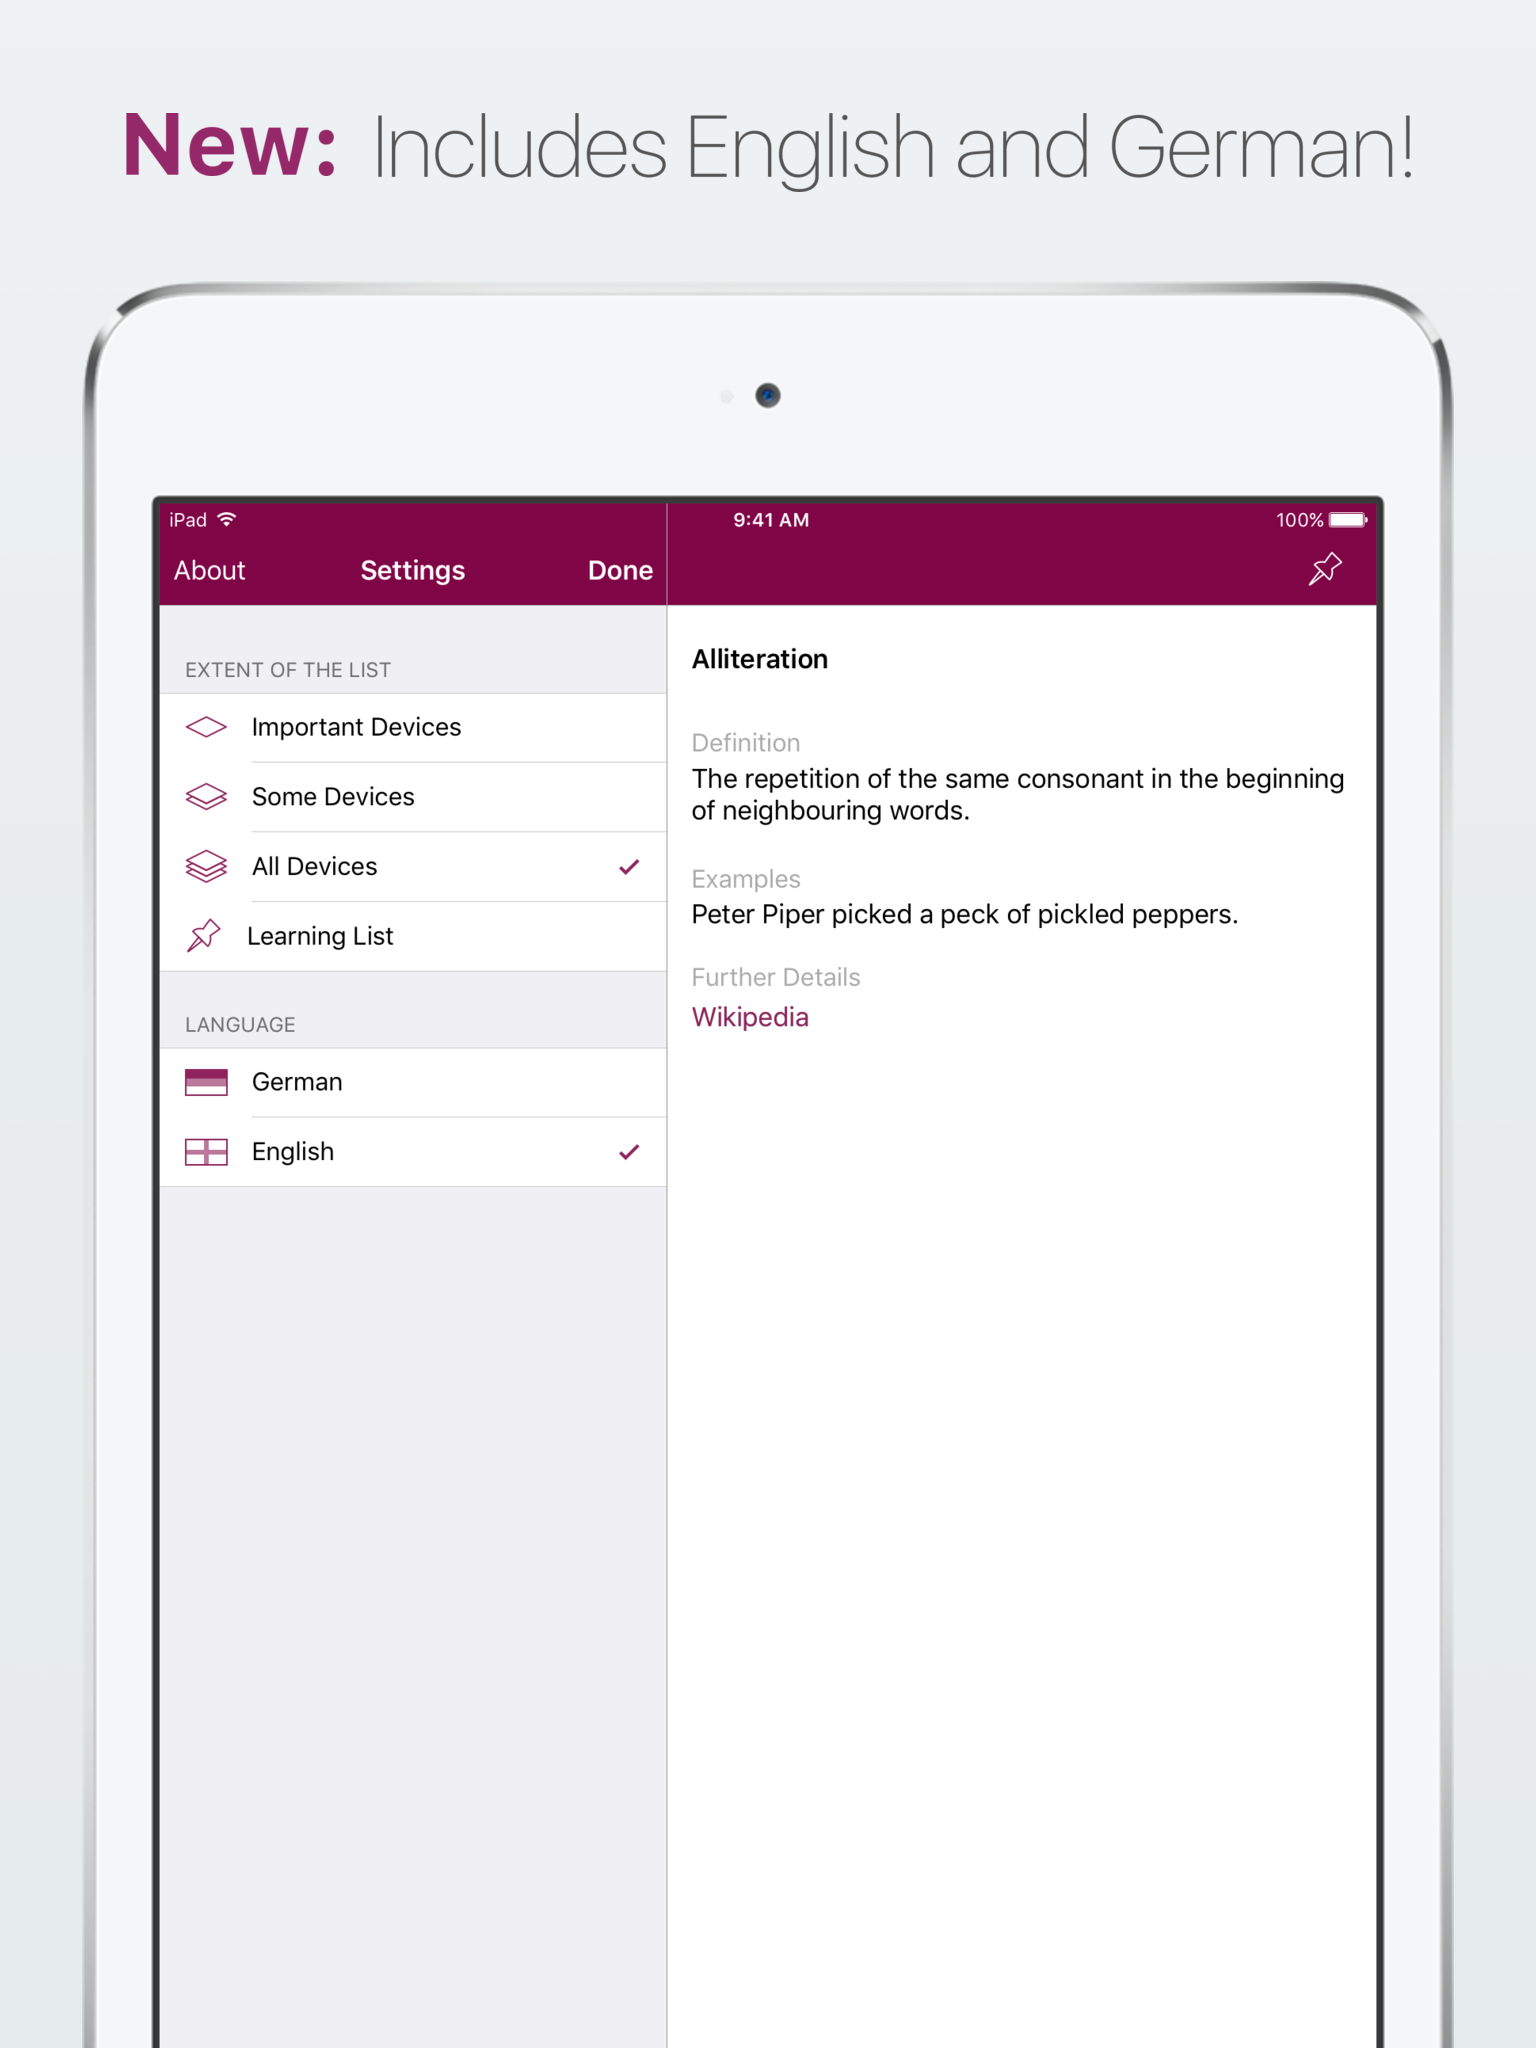 New: Includes English and German!
iPad 9:41 AM 100%
About Settings Done
EXTENT OF THE LIST
Important Devices
Some Devices
All Devices
Learning List
LANGUAGE
German
English
Alliteration
Definition
The repetition of the same consonant in the beginning
of neighbouring words.
Examples
Peter Piper picked a peck of pickled peppers.
Further Details
Wikipedia